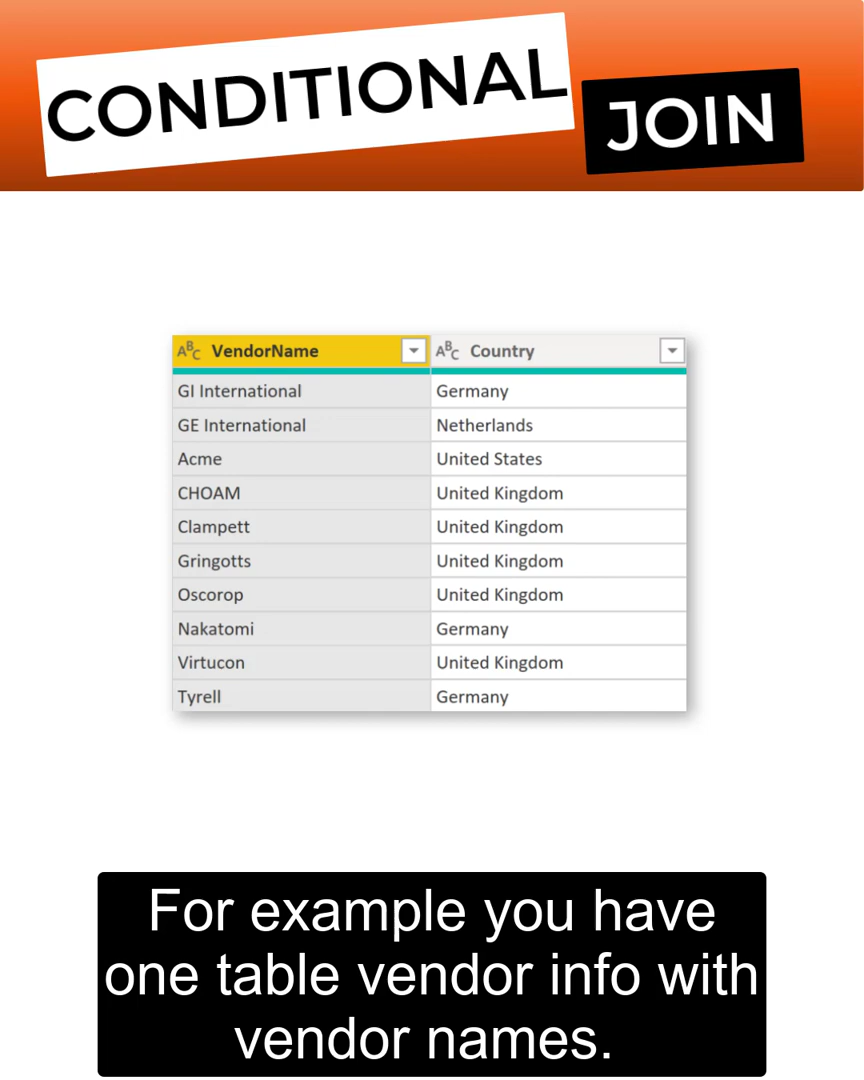 CONDITIONAL JOIN
ABC VendorName ABC Country
GI International Germany
GE International Netherlands
Acme United States
CHOAM United Kingdom
Clampett United Kingdom
Gringotts United Kingdom
Oscorop United Kingdom
Nakatomi Germany
Virtucon United Kingdom
Tyrell Germany
For example you have
one table vendor info with
vendor names.